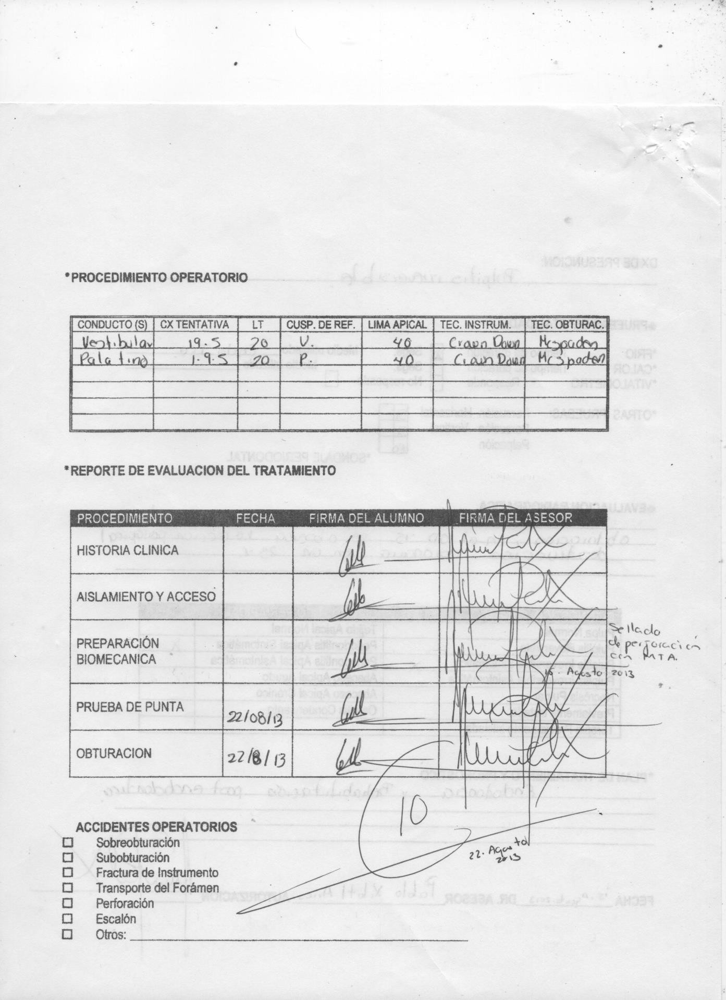 *PROCEDIMIENTO OPERATORIO
CONDUCTO (S) CX TENTATIVA LT CUSP. DE REF. LIMA APICAL TEC. INSTRUM. TEC. OBTURAC.
Vestibular 19.5 20 V. 40 Crown Down Mcspaden
Palatino 1.9.5 20 P. 40 Crown Down Mcspaden
*REPORTE DE EVALUACION DEL TRATAMIENTO
PROCEDIMIENTO FECHA FIRMA DEL ALUMNO FIRMA DEL ASESOR
HISTORIA CLINICA
AISLAMIENTO Y ACCESO
PREPARACIÓN
BIOMECANICA
Sellado
de perforación
con MTA.
15. Agosto 2013
PRUEBA DE PUNTA 22/08/13
OBTURACION 22/8/13
10
22. Agosto
2013
ACCIDENTES OPERATORIOS
Sobreobturación
Subobturación
Fractura de Instrumento
Transporte del Forámen
Perforación
Escalón
Otros: